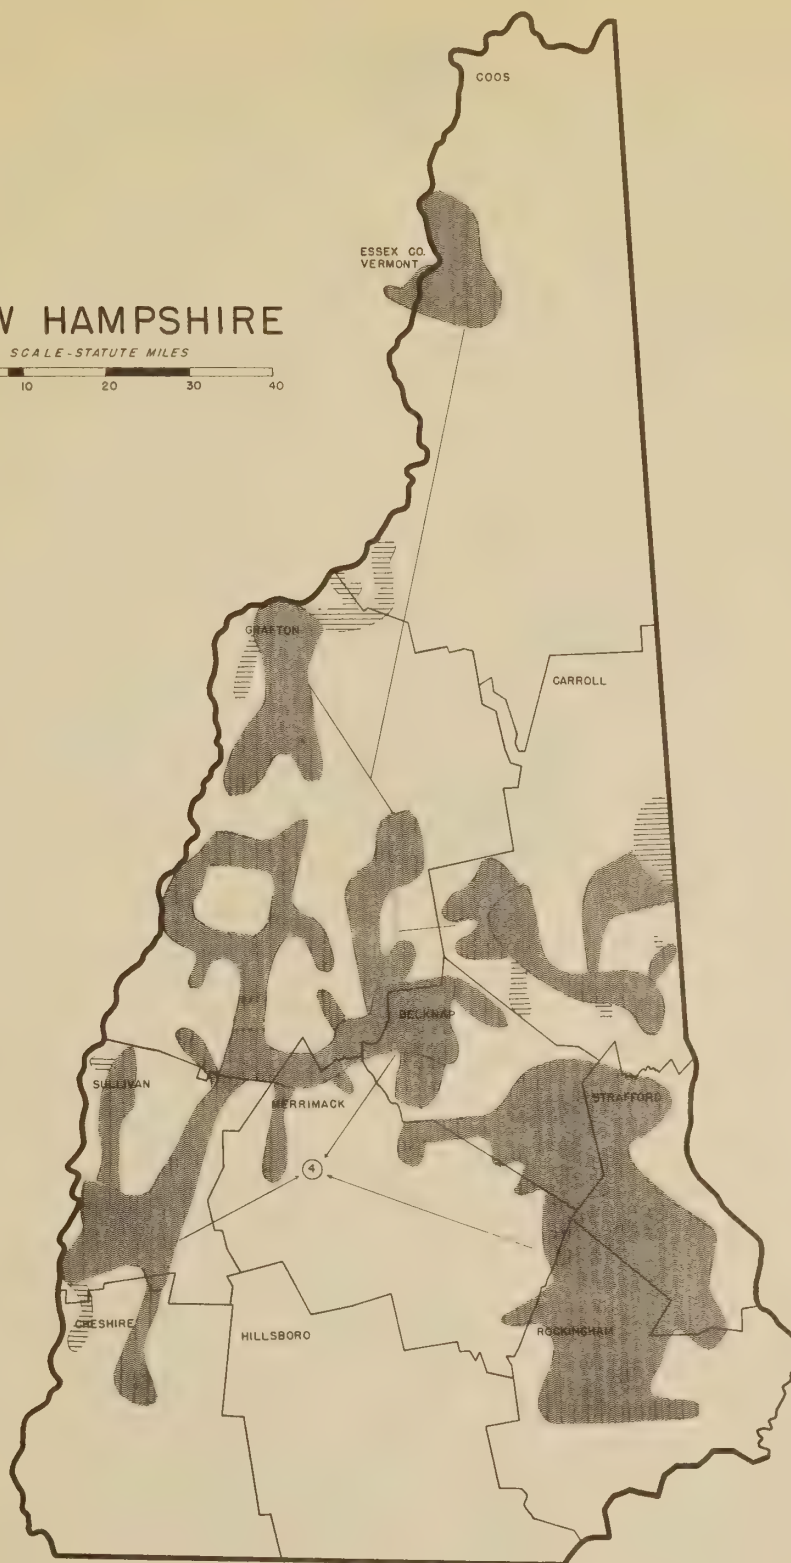 COOS
ESSEX CO.
VERMONT
W HAMPSHIRE
SCALE-STATUTE MILES
10 20 30 40
GRAFTON
CARROLL
BELKNAP
SULLIVAN
MERRIMACK
STRAFFORD
4
CHESHIRE
HILLSBORO
ROCKINGHAM